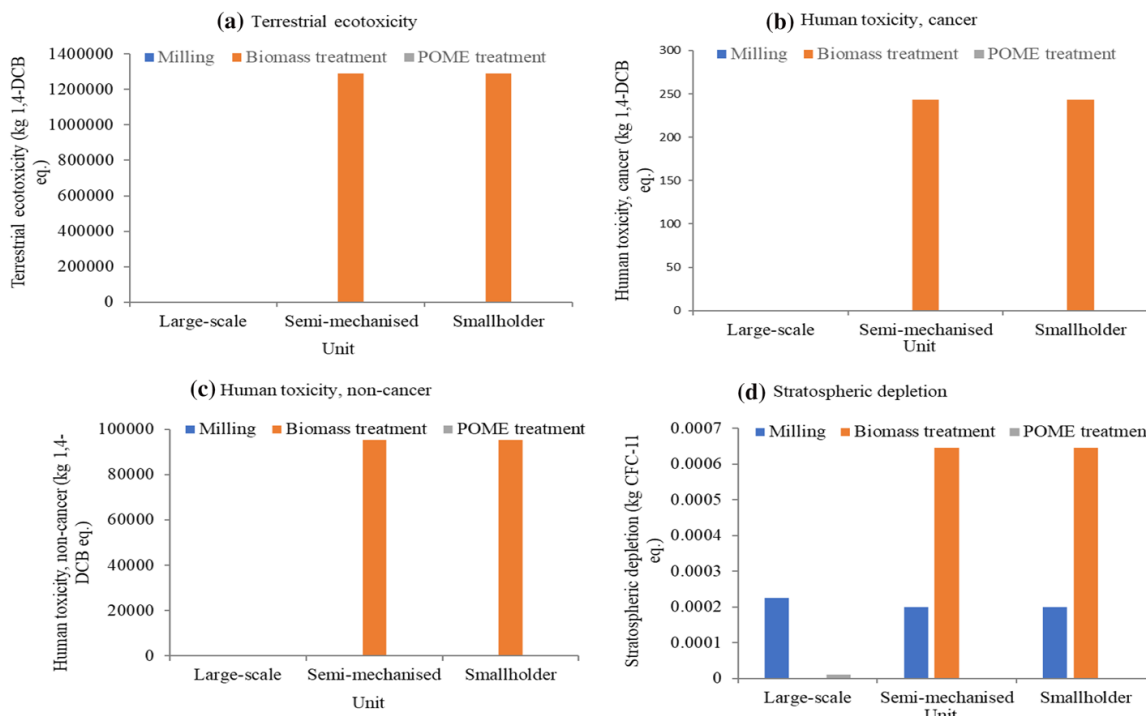 (a) Terrestrial ecotoxicity
Milling Biomass treatment POME treatment
Terrestrial ecotoxicity (kg 1,4-DCB
eq.)
1400000
1200000
1000000
800000
600000
400000
200000
0
Large-scale Semi-mechanised Smallholder
Unit
(b) Human toxicity, cancer
Milling Biomass treatment POME treatment
Human toxicity, cancer (kg 1,4-DCB
eq.)
300
250
200
150
100
50
0
Large-scale Semi-mechanised Smallholder
Unit
(c) Human toxicity, non-cancer
Milling Biomass treatment POME treatment
Human toxicity, non-cancer (kg 1,4-
DCB eq.)
100000
80000
60000
40000
20000
0
Large-scale Semi-mechanised Smallholder
Unit
(d) Stratospheric depletion
Milling Biomass treatment POME treatment
Stratospheric depletion (kg CFC-11
eq.)
0.0007
0.0006
0.0005
0.0004
0.0003
0.0002
0.0001
0
Large-scale Semi-mechanised Smallholder
Unit